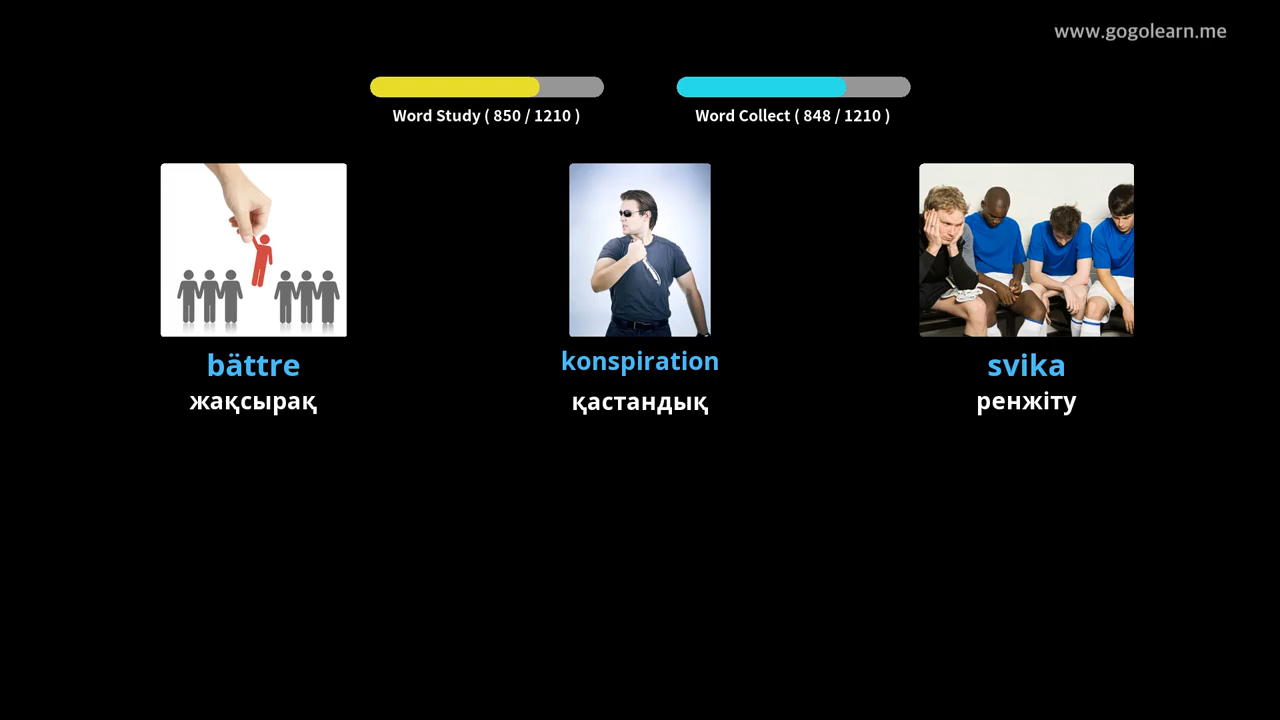 www.gogolearn.me
Word Study ( 850 / 1210 )
Word Collect ( 848 / 1210 )
bättre
konspiration
svika
жақсырақ
қастандық
ренжіту